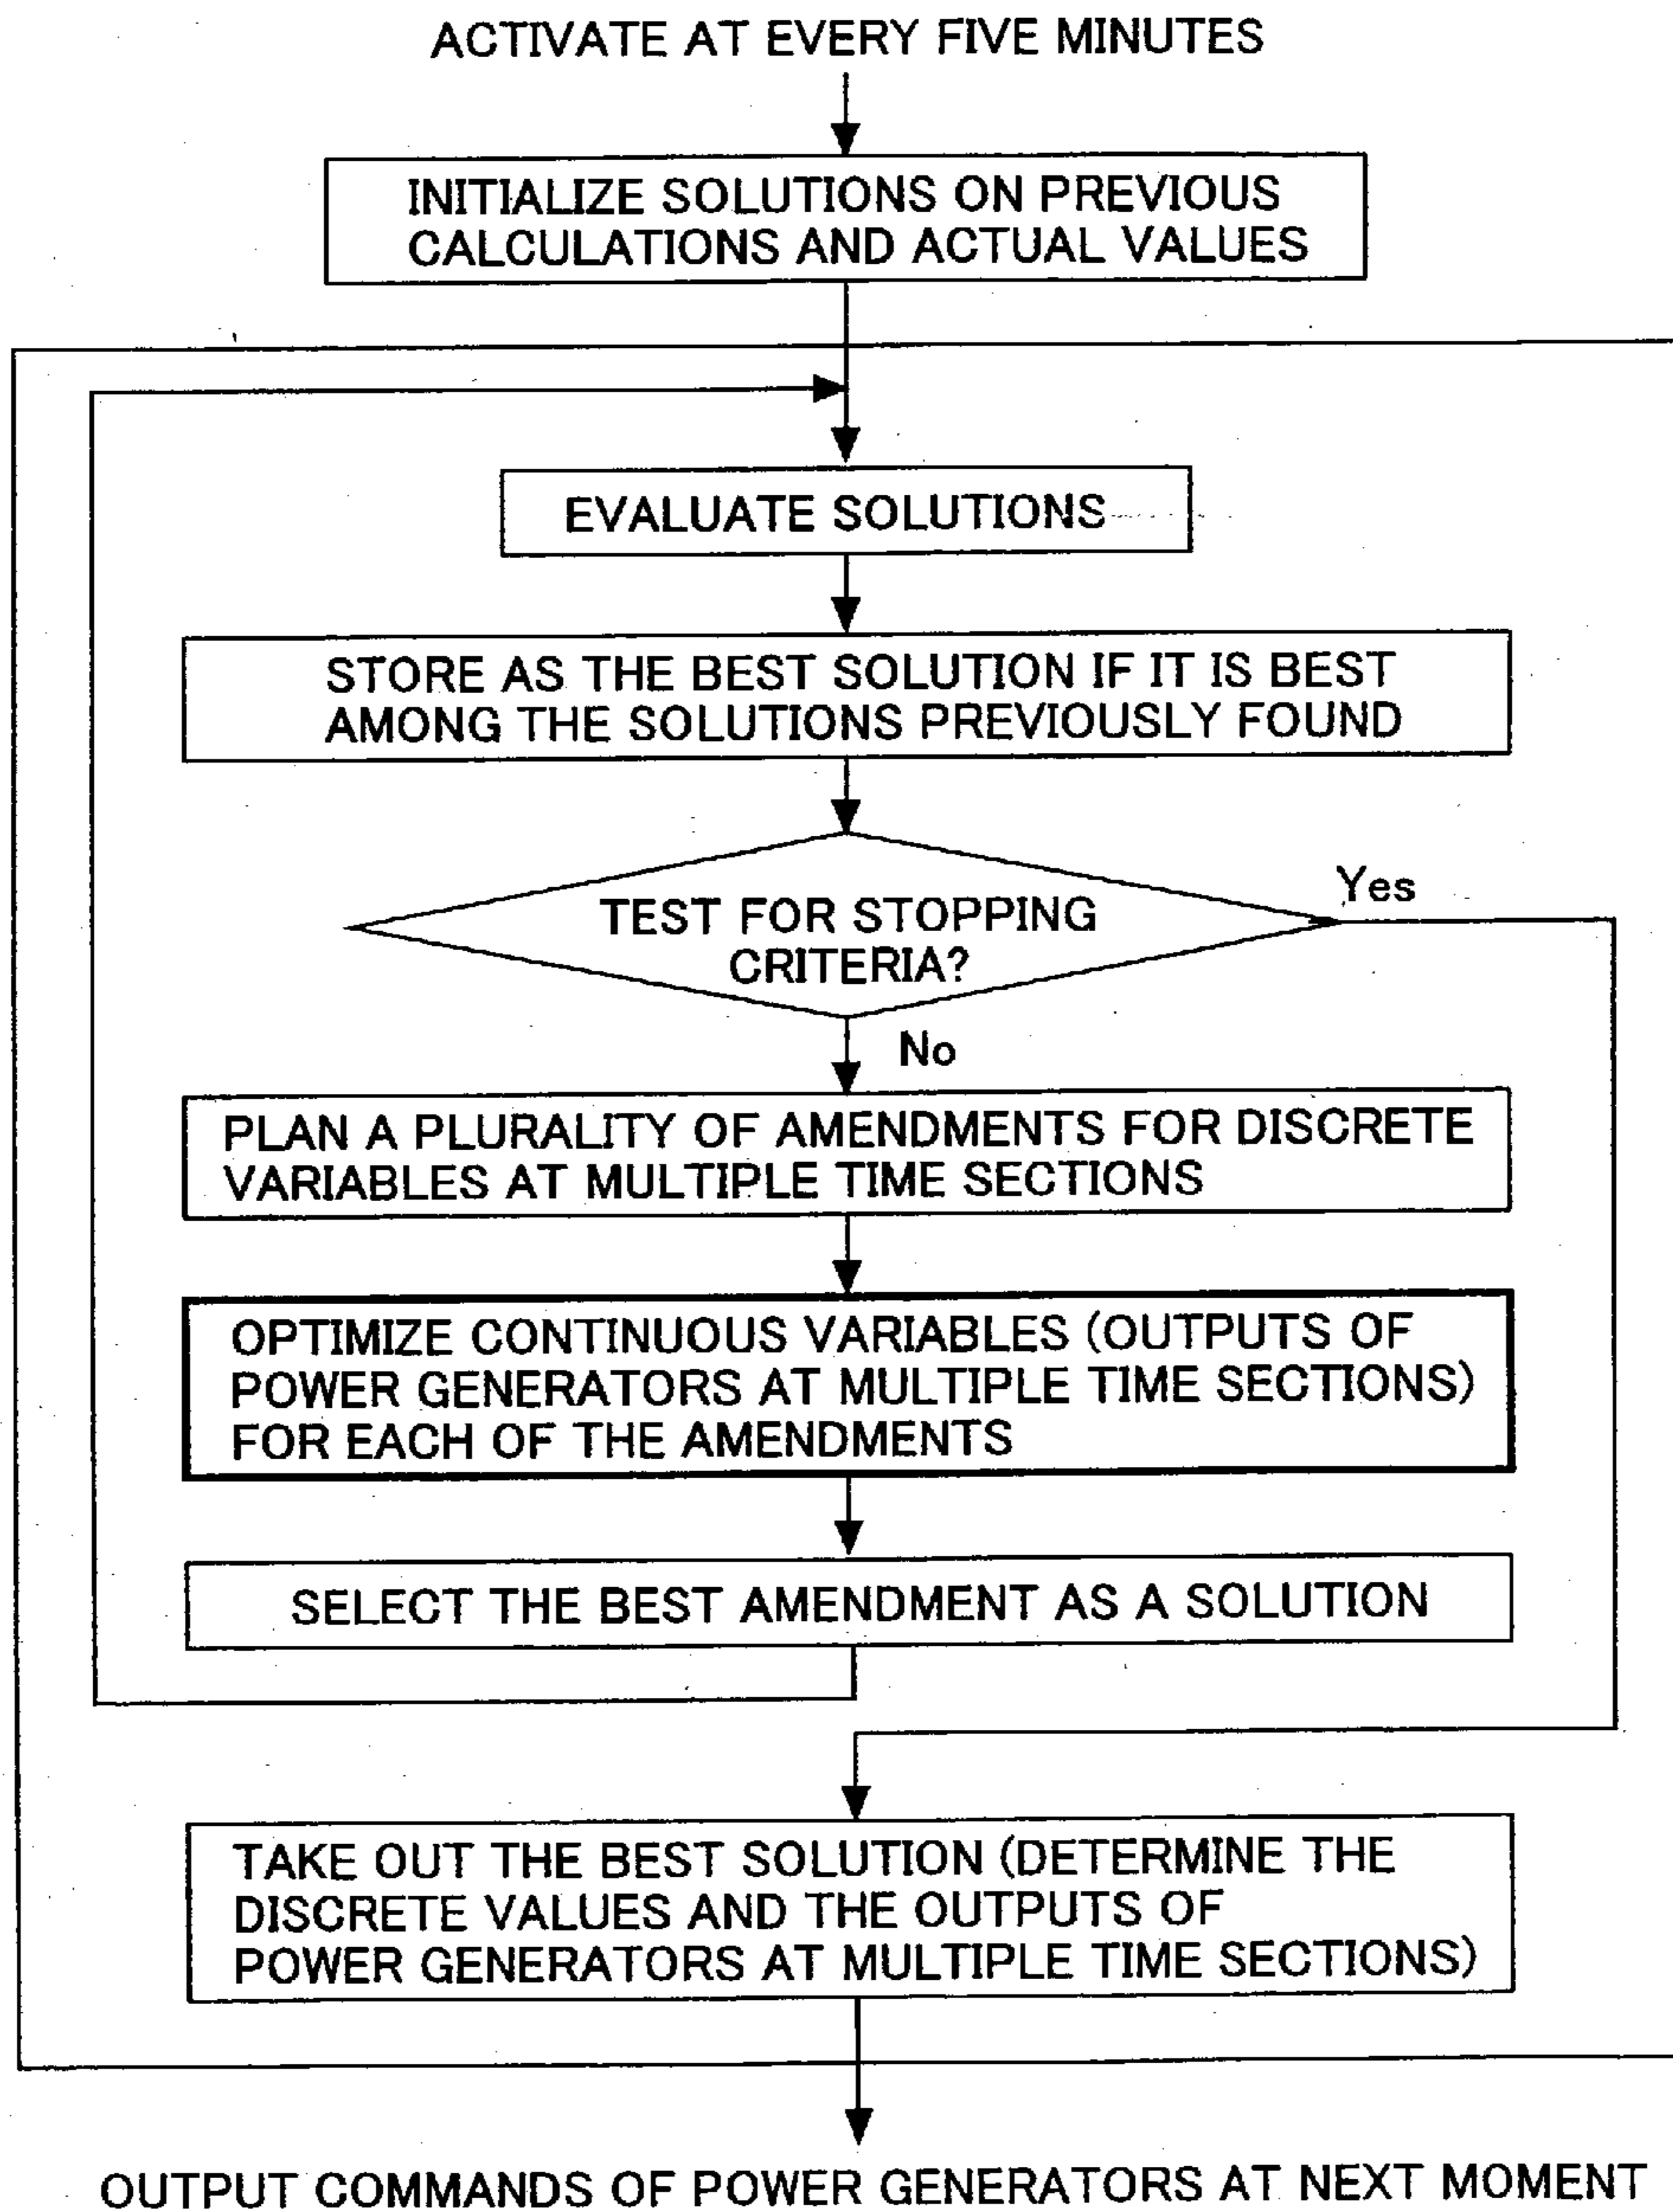 ACTIVATE AT EVERY FIVE MINUTES
INITIALIZE SOLUTIONS ON PREVIOUS
CALCULATIONS AND ACTUAL VALUES
EVALUATE SOLUTIONS
STORE AS THE BEST SOLUTION IF IT IS BEST
AMONG THE SOLUTIONS PREVIOUSLY FOUND
TEST FOR STOPPING
CRITERIA?
Yes
No
PLAN A PLURALITY OF AMENDMENTS FOR DISCRETE
VARIABLES AT MULTIPLE TIME SECTIONS
OPTIMIZE CONTINUOUS VARIABLES (OUTPUTS OF
POWER GENERATORS AT MULTIPLE TIME SECTIONS)
FOR EACH OF THE AMENDMENTS
SELECT THE BEST AMENDMENT AS A SOLUTION
TAKE OUT THE BEST SOLUTION (DETERMINE THE
DISCRETE VALUES AND THE OUTPUTS OF
POWER GENERATORS AT MULTIPLE TIME SECTIONS)
OUTPUT COMMANDS OF POWER GENERATORS AT NEXT MOMENT